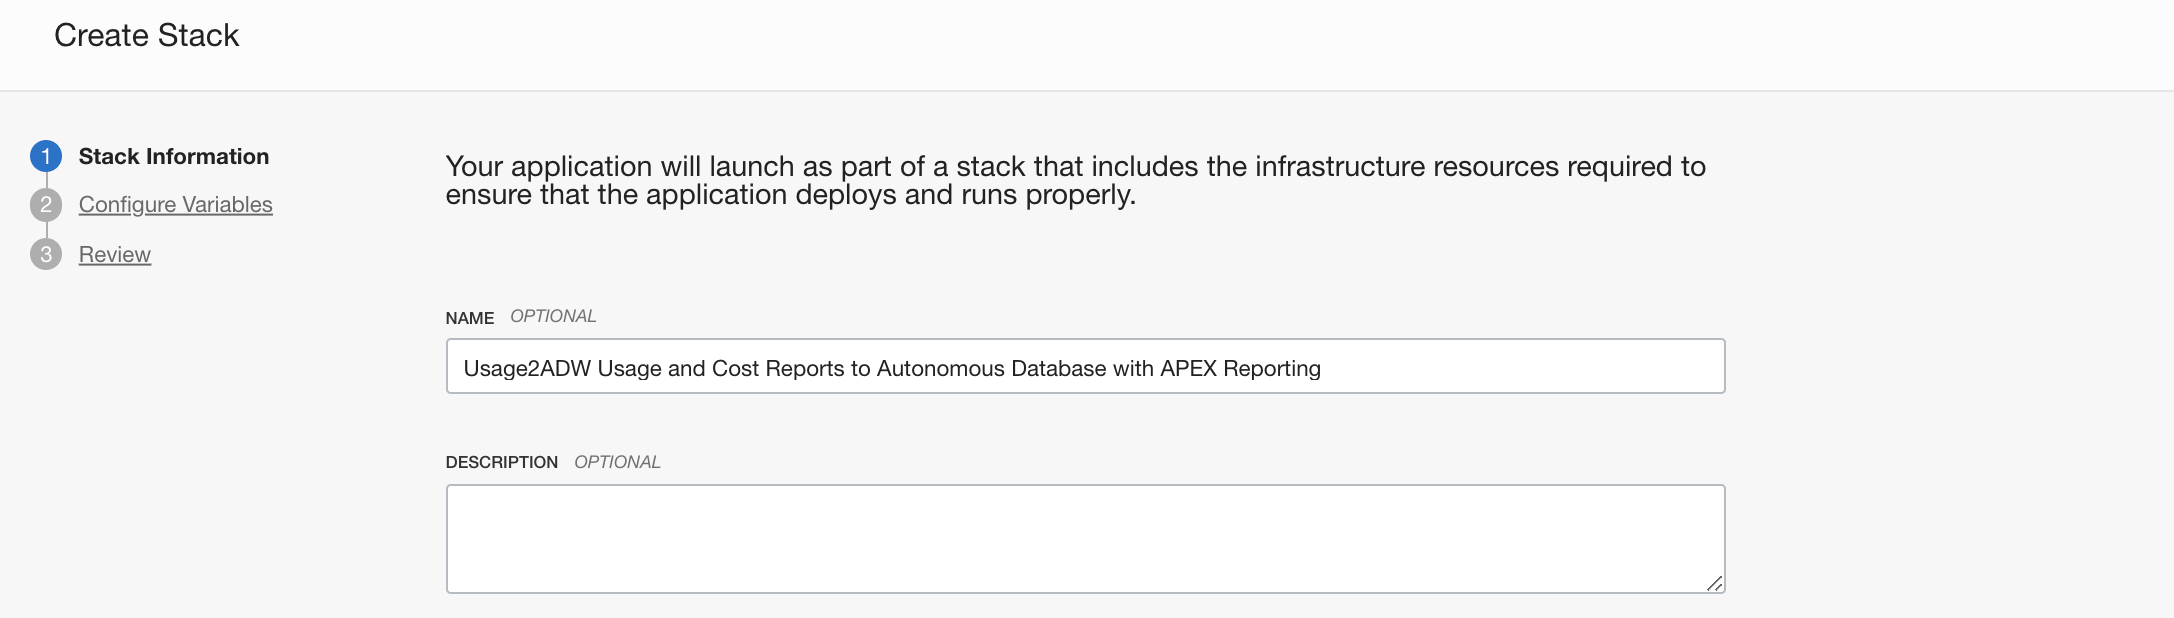 Create Stack
1 Stack Information
2 Configure Variables
3 Review
Your application will launch as part of a stack that includes the infrastructure resources required to
ensure that the application deploys and runs properly.
NAME OPTIONAL
Usage2ADW Usage and Cost Reports to Autonomous Database with APEX Reporting
DESCRIPTION OPTIONAL